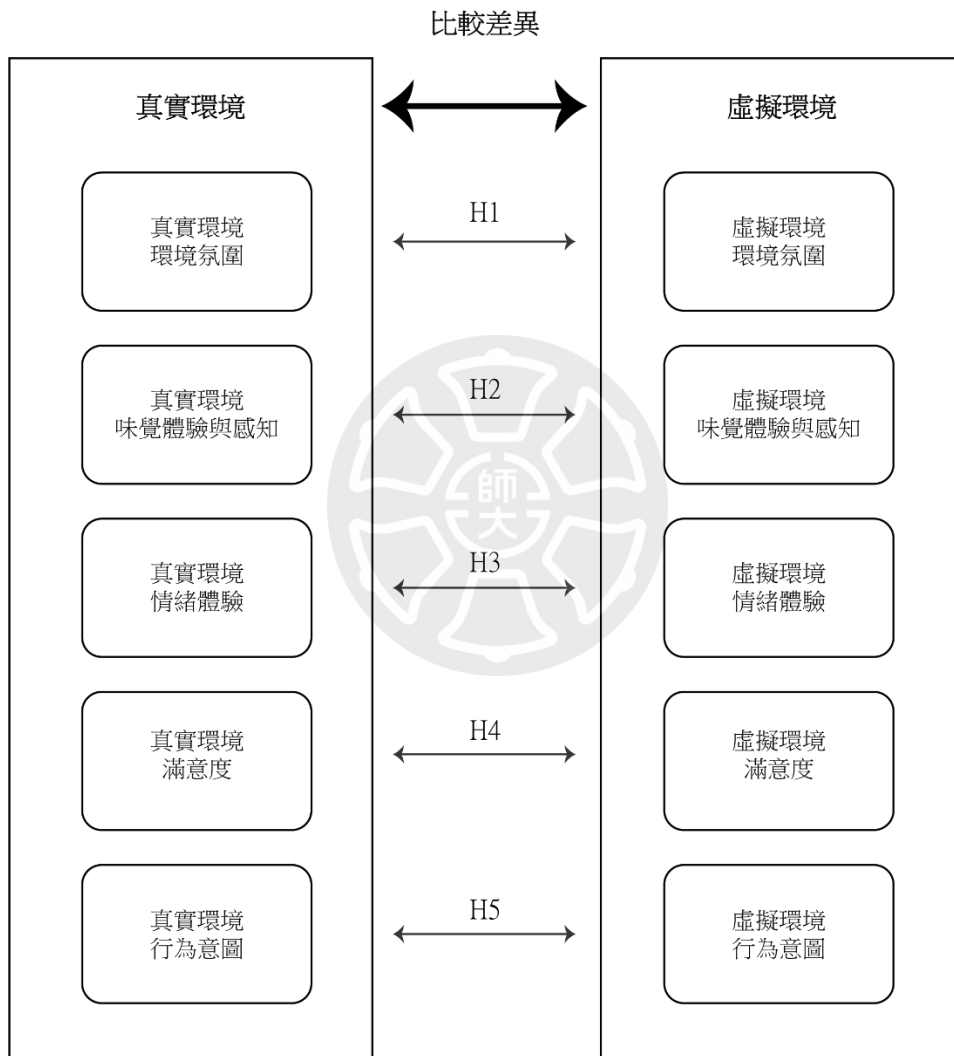 比較差異
真實環境
虛擬環境
真實環境
環境氛圍
H1
虛擬環境
環境氛圍
真實環境
味覺體驗與感知
H2
虛擬環境
味覺體驗與感知
師大
真實環境
情緒體驗
H3
虛擬環境
情緒體驗
真實環境
滿意度
H4
虛擬環境
滿意度
真實環境
行為意圖
H5
虛擬環境
行為意圖